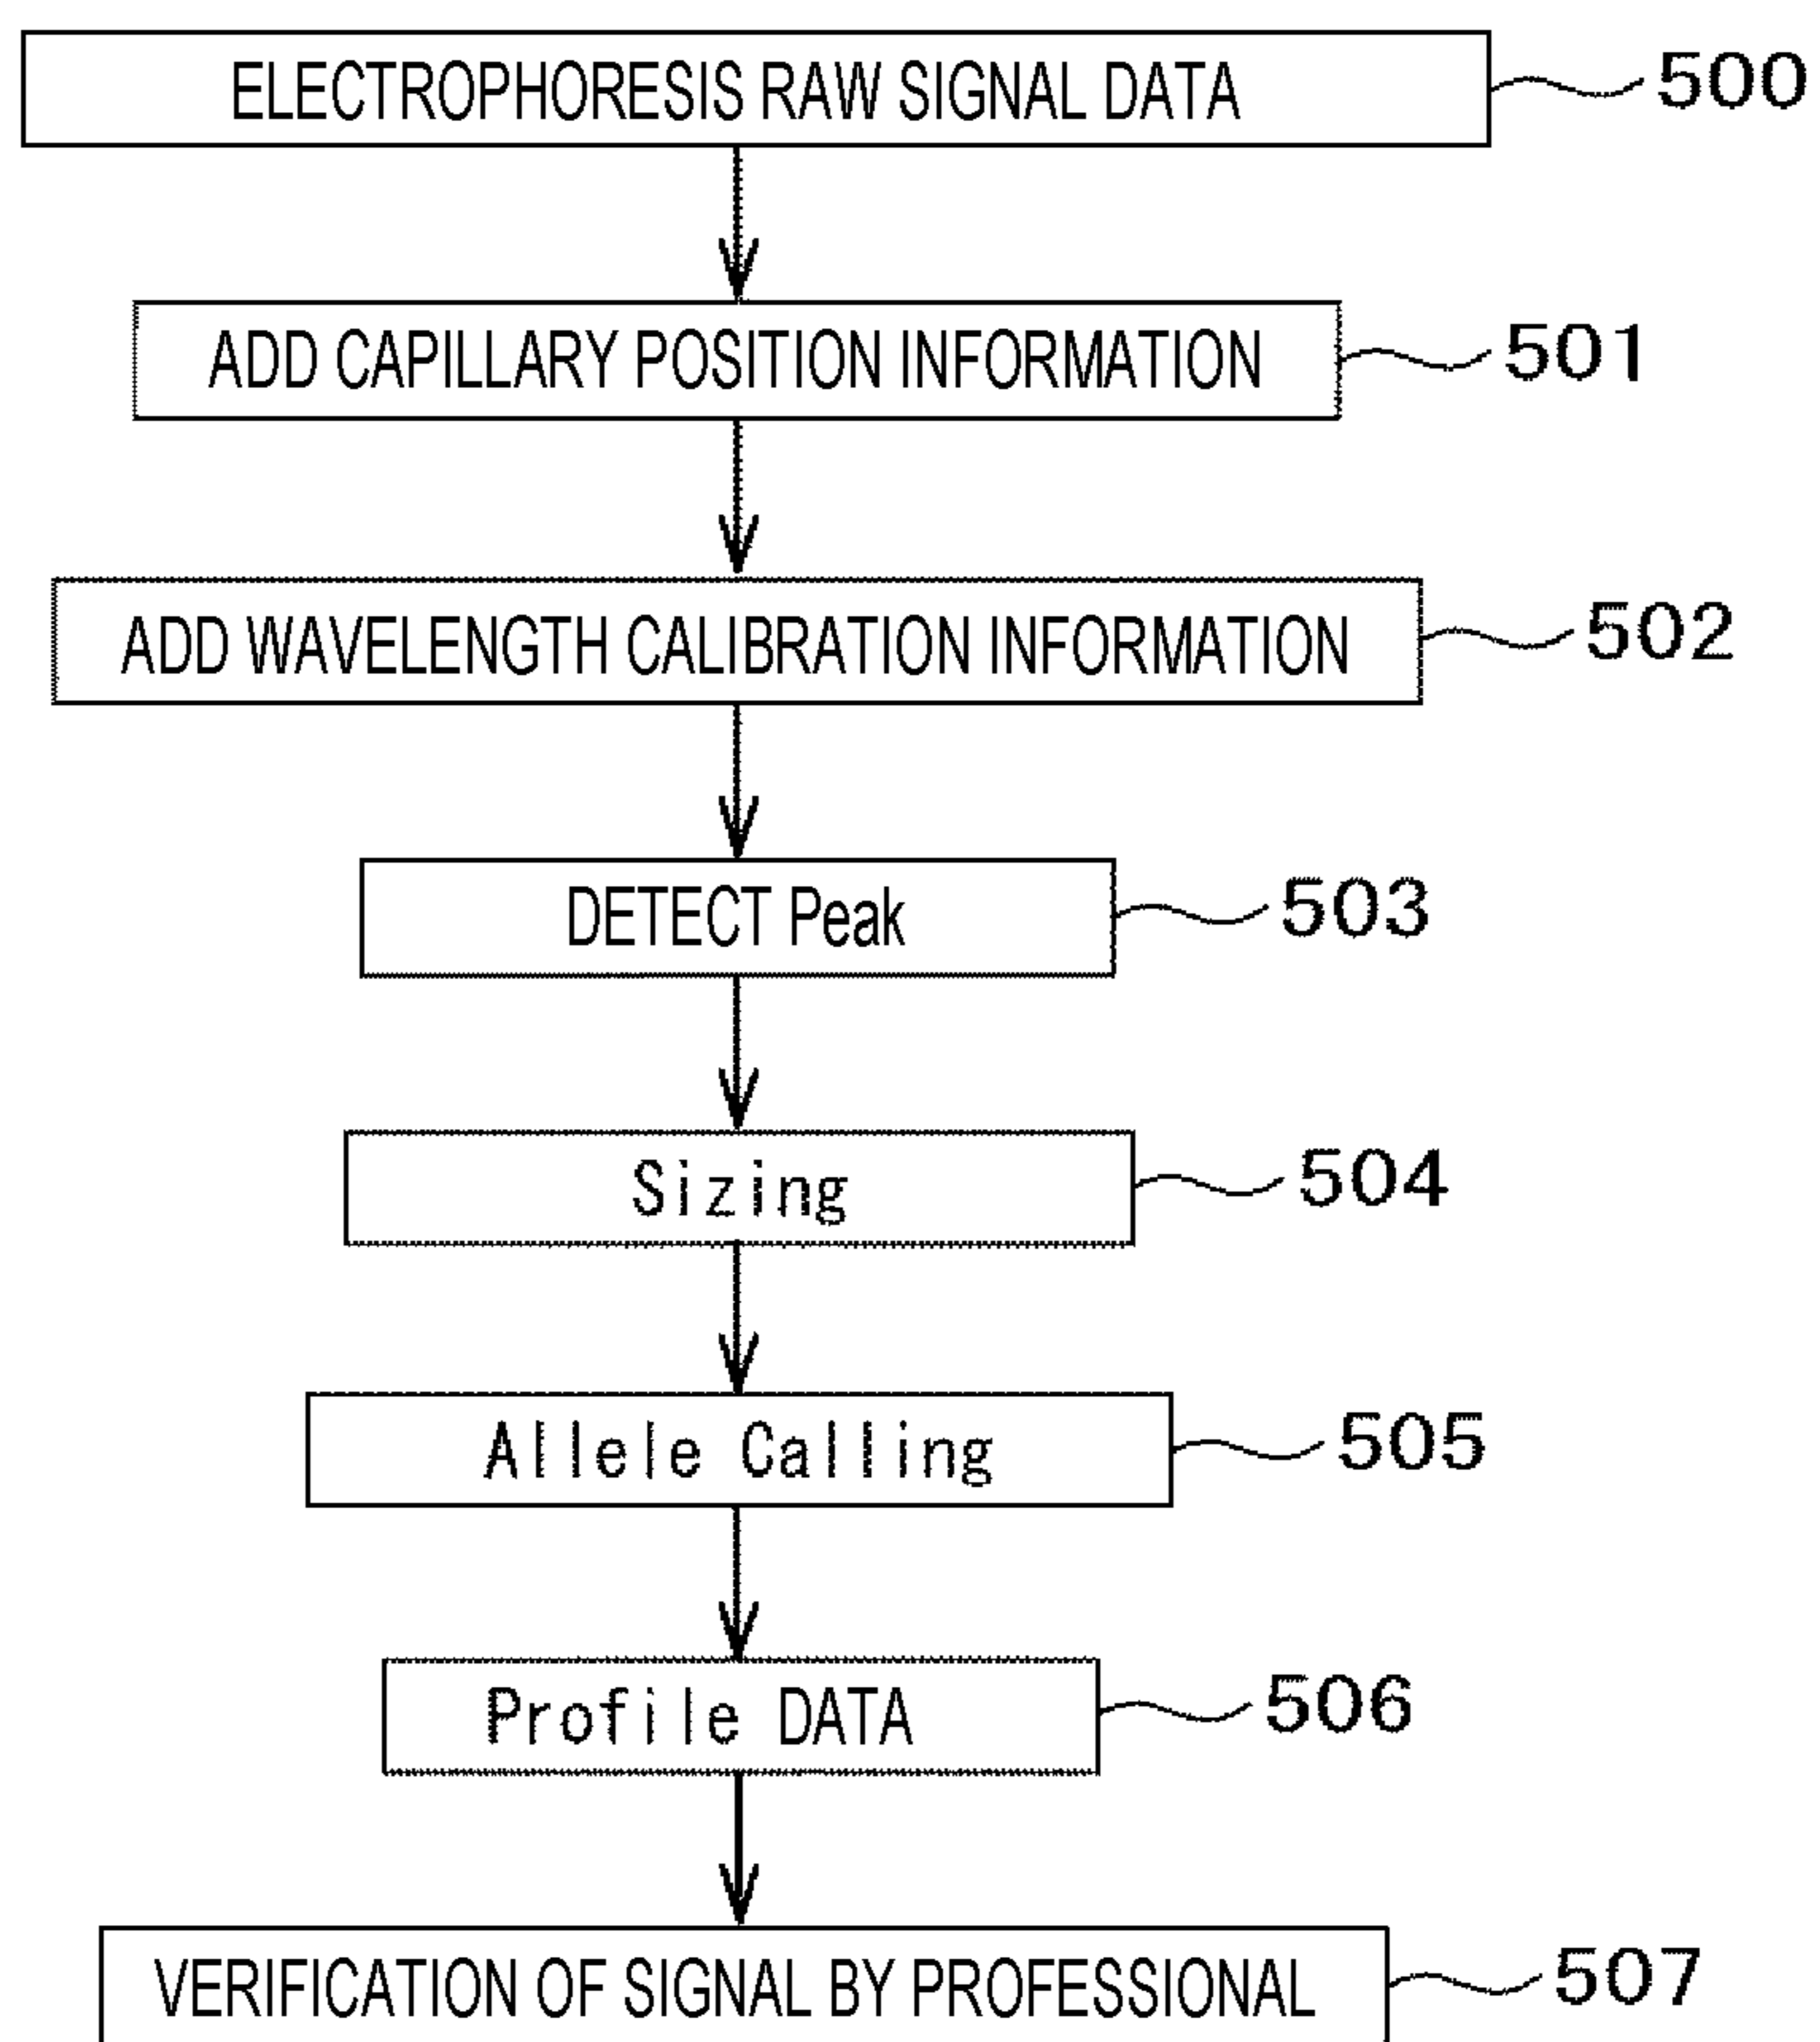 ELECTROPHORESIS RAW SIGNAL DATA 500
ADD CAPILLARY POSITION INFORMATION 501
ADD WAVELENGTH CALIBRATION INFORMATION 502
DETECT Peak 503
Sizing 504
Allele Calling 505
Profile DATA 506
VERIFICATION OF SIGNAL BY PROFESSIONAL 507